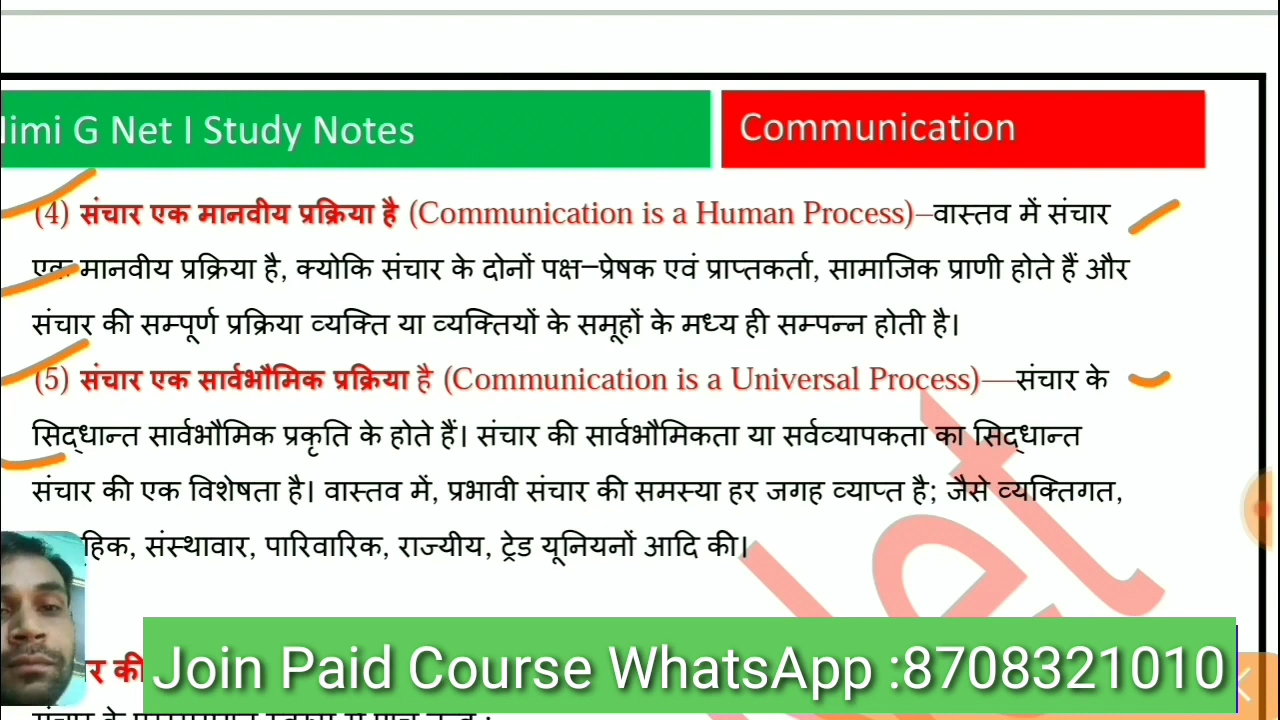 G Net I Study Notes
Communication
(4) संचार एक मानवीय प्रक्रिया है (Communication is a Human Process)–वास्तव में संचार
एक मानवीय प्रक्रिया है, क्योकि संचार के दोनों पक्ष–प्रेषक एवं प्राप्तकर्ता, सामाजिक प्राणी होते हैं और
संचार की सम्पूर्ण प्रक्रिया व्यक्ति या व्यक्तियों के समूहों के मध्य ही सम्पन्न होती है।
(5) संचार एक सार्वभौमिक प्रक्रिया है (Communication is a Universal Process)—संचार के
सिद्धान्त सार्वभौमिक प्रकृति के होते हैं। संचार की सार्वभौमिकता या सर्वव्यापकता का सिद्धान्त
संचार की एक विशेषता है। वास्तव में, प्रभावी संचार की समस्या हर जगह व्याप्त है; जैसे व्यक्तिगत,
संस्थावार, पारिवारिक, राज्यीय, ट्रेड यूनियनों आदि की।
की
Join Paid Course WhatsApp :8708321010